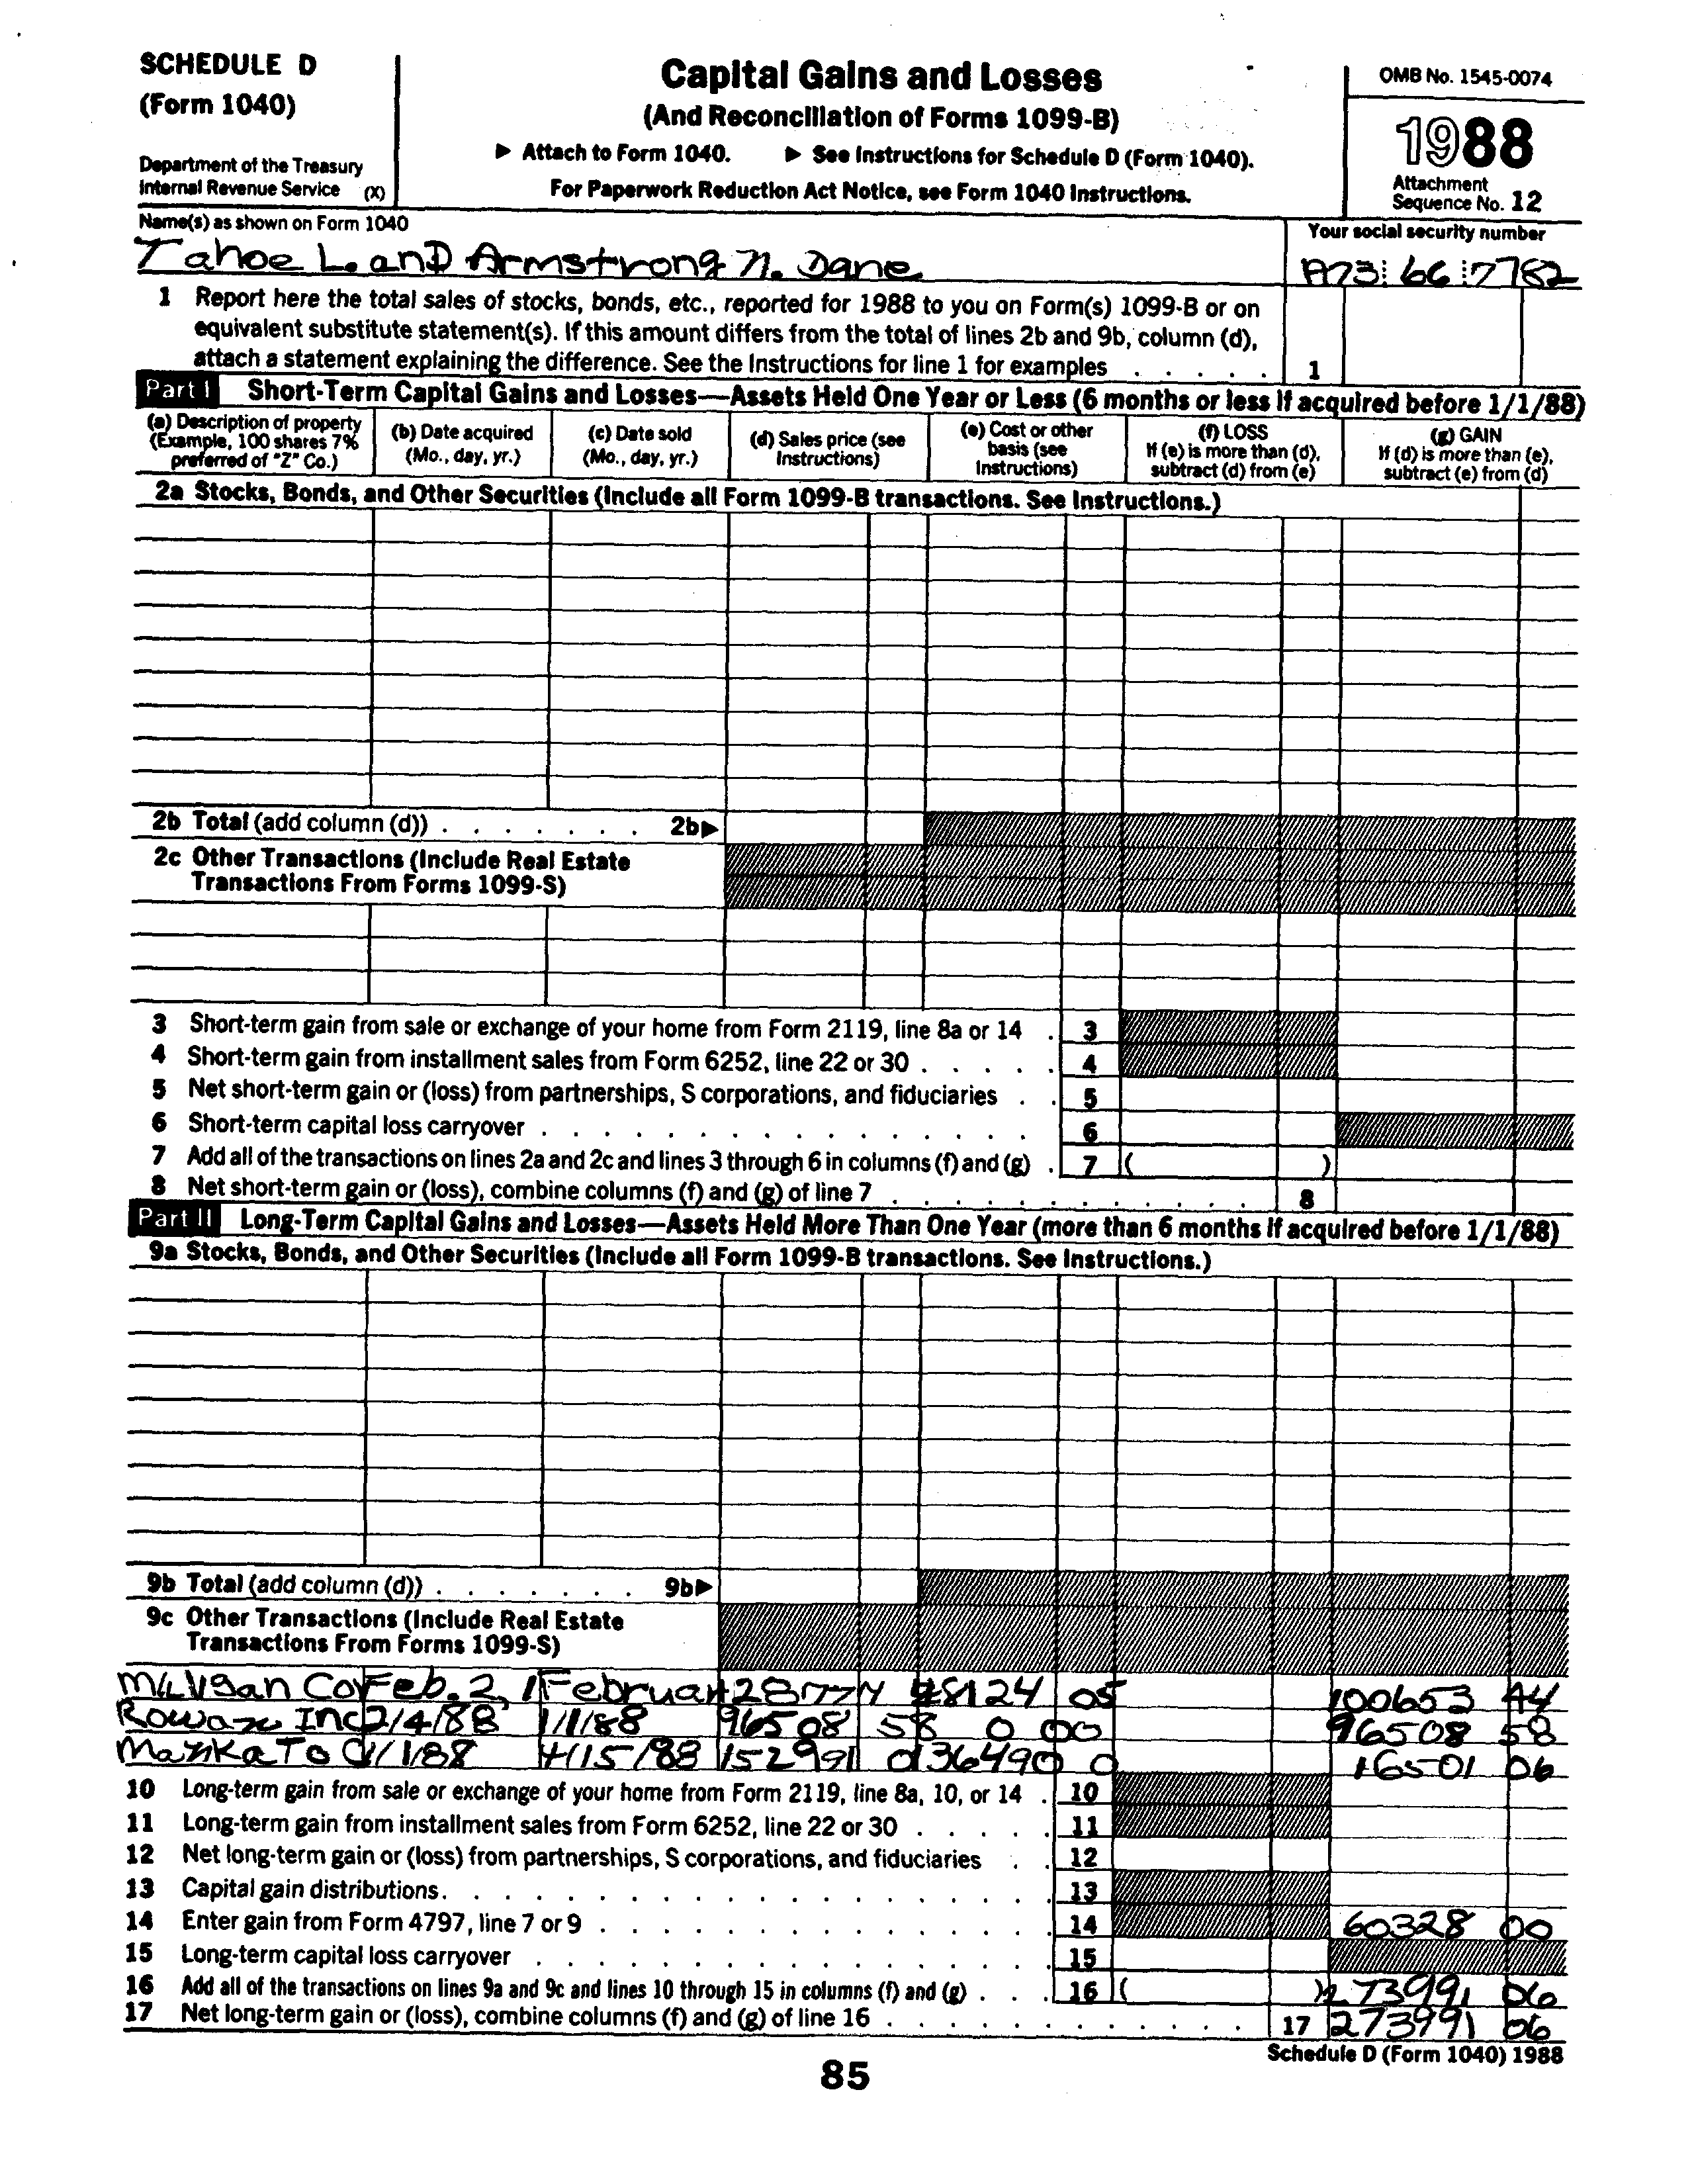 SCHEDULE D
(Form 1040)
Department of the Treasury
Internal Revenue Service (X)
Capital Gains and Losses
(And Reconciliation of Forms 1099-B)
▶ Attach to Form 1040. ▶ See Instructions for Schedule D (Form 1040).
For Paperwork Reduction Act Notice, see Form 1040 Instructions.
OMB No. 1545-0074
1988
Attachment
Sequence No. 12
Name(s) as shown on Form 1040
Tahoe L. and Armstrong N. Dane
Your social security number
A73 66 7782
1 Report here the total sales of stocks, bonds, etc., reported for 1988 to you on Form(s) 1099-B or on
equivalent substitute statement(s). If this amount differs from the total of lines 2b and 9b, column (d),
attach a statement explaining the difference. See the Instructions for line 1 for examples . . . . . 1
Part I Short-Term Capital Gains and Losses—Assets Held One Year or Less (6 months or less if acquired before 1/1/88)
(a) Description of property
(Example, 100 shares 7%
preferred of "Z" Co.)
(b) Date acquired
(Mo., day, yr.)
(c) Date sold
(Mo., day, yr.)
(d) Sales price (see
Instructions)
(e) Cost or other
basis (see
Instructions)
(f) LOSS
If (e) is more than (d),
subtract (d) from (e)
(g) GAIN
If (d) is more than (e),
subtract (e) from (d)
2a Stocks, Bonds, and Other Securities (Include all Form 1099-B transactions. See Instructions.)
2b Total (add column (d)) . . . . . . . 2b▶
2c Other Transactions (Include Real Estate
Transactions From Forms 1099-S)
3 Short-term gain from sale or exchange of your home from Form 2119, line 8a or 14 . 3
4 Short-term gain from installment sales from Form 6252, line 22 or 30 . . . . . 4
5 Net short-term gain or (loss) from partnerships, S corporations, and fiduciaries . . 5
6 Short-term capital loss carryover . . . . . . . . . . . . . . . . 6
7 Add all of the transactions on lines 2a and 2c and lines 3 through 6 in columns (f) and (g) . 7 ( )
8 Net short-term gain or (loss), combine columns (f) and (g) of line 7 . . . . . . . . . . . . 8
Part II Long-Term Capital Gains and Losses—Assets Held More Than One Year (more than 6 months if acquired before 1/1/88)
9a Stocks, Bonds, and Other Securities (Include all Form 1099-B transactions. See Instructions.)
9b Total (add column (d)) . . . . . . . 9b▶
9c Other Transactions (Include Real Estate
Transactions From Forms 1099-S)
Feb. 2, 1 Februar 48124 05 100653 44
2/4/88 1/1/88 96508 58 0 00 96508 58
1/1/88 152991 0 136490 0 16501 06
10 Long-term gain from sale or exchange of your home from Form 2119, line 8a, 10, or 14 . 10
11 Long-term gain from installment sales from Form 6252, line 22 or 30 . . . . . 11
12 Net long-term gain or (loss) from partnerships, S corporations, and fiduciaries . . 12
13 Capital gain distributions. . . . . . . . . . . . . . . . . . . 13
14 Enter gain from Form 4797, line 7 or 9 . . . . . . . . . . . . . . 14 60328 00
15 Long-term capital loss carryover . . . . . . . . . . . . . . . . 15
16 Add all of the transactions on lines 9a and 9c and lines 10 through 15 in columns (f) and (g) . . . 16 ( ) 273991 06
17 Net long-term gain or (loss), combine columns (f) and (g) of line 16 . . . . . . . . . . . . 17 273991 06
Schedule D (Form 1040) 1988
85